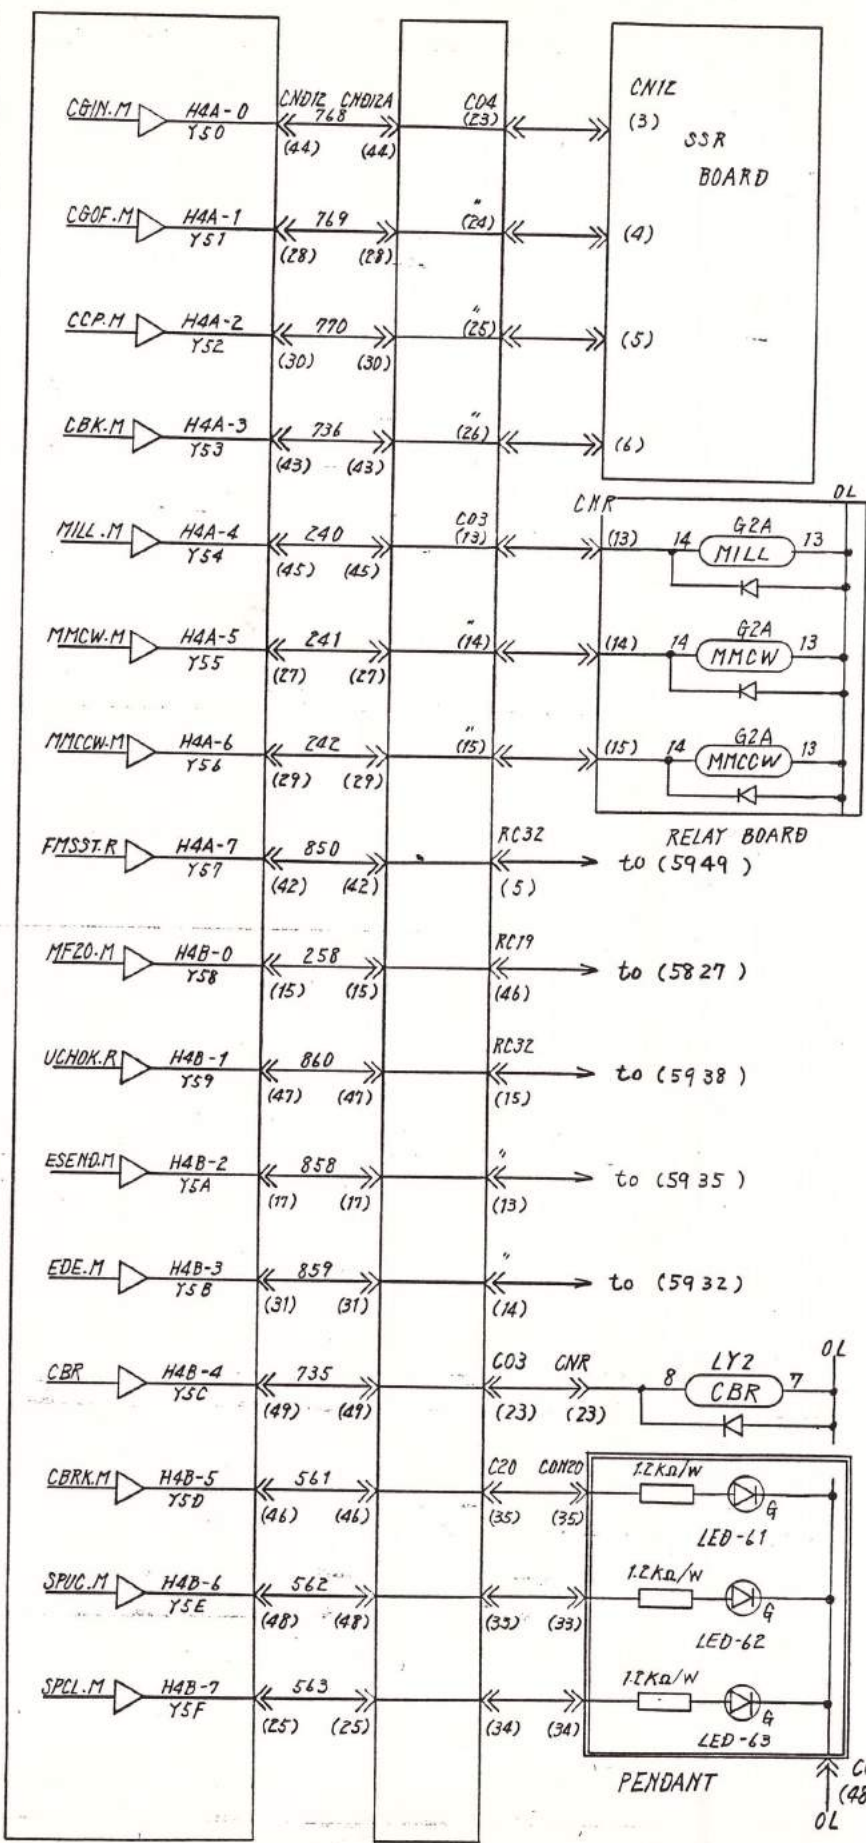 CNDIZ CNDIZA C04 CNIZ
CGIN.M H4A-0 768 (23) (3) SSR
Y50 (44) (44) BOARD
CGOF.M H4A-1 769 " (24) (4)
Y51 (28) (28)
CCP.M H4A-2 770 " (25) (5)
Y52 (30) (30)
CBK.M H4A-3 736 " (26) (6)
Y53 (43) (43)
CNR OL
MILL.M H4A-4 240 C03 (13) (13) 14 G2A MILL 13
Y54 (45) (45)
MMCW.M H4A-5 241 " (14) (14) 14 G2A MMCW 13
Y55 (27) (27)
MMCCW.M H4A-6 242 " (15) (15) 14 G2A MMCCW 13
Y56 (29) (29)
RELAY BOARD
FMSST.R H4A-7 850 RC32 to (5949)
Y57 (42) (42) (5)
MFZO.M H4B-0 258 RC19 to (5827)
Y58 (15) (15) (46)
UCHOK.R H4B-1 860 RC32 to (5938)
Y59 (47) (47) (15)
ESEND.M H4B-2 858 " to (5935)
Y5A (17) (17) (13)
EDE.M H4B-3 859 " to (5932)
Y5B (31) (31) (14)
CBR H4B-4 735 C03 CNR 8 LY2 CBR 7 OL
Y5C (49) (49) (23) (23)
CBRK.M H4B-5 561 C20 CON20 1.2KΩ/W G
Y5D (46) (46) (35) (35) LED-61
SPUC.M H4B-6 562 1.2KΩ/W G
Y5E (48) (48) (33) (33) LED-62
SPCL.M H4B-7 563 1.2KΩ/W G
Y5F (25) (25) (34) (34) LED-63
PENDANT
(48
OL